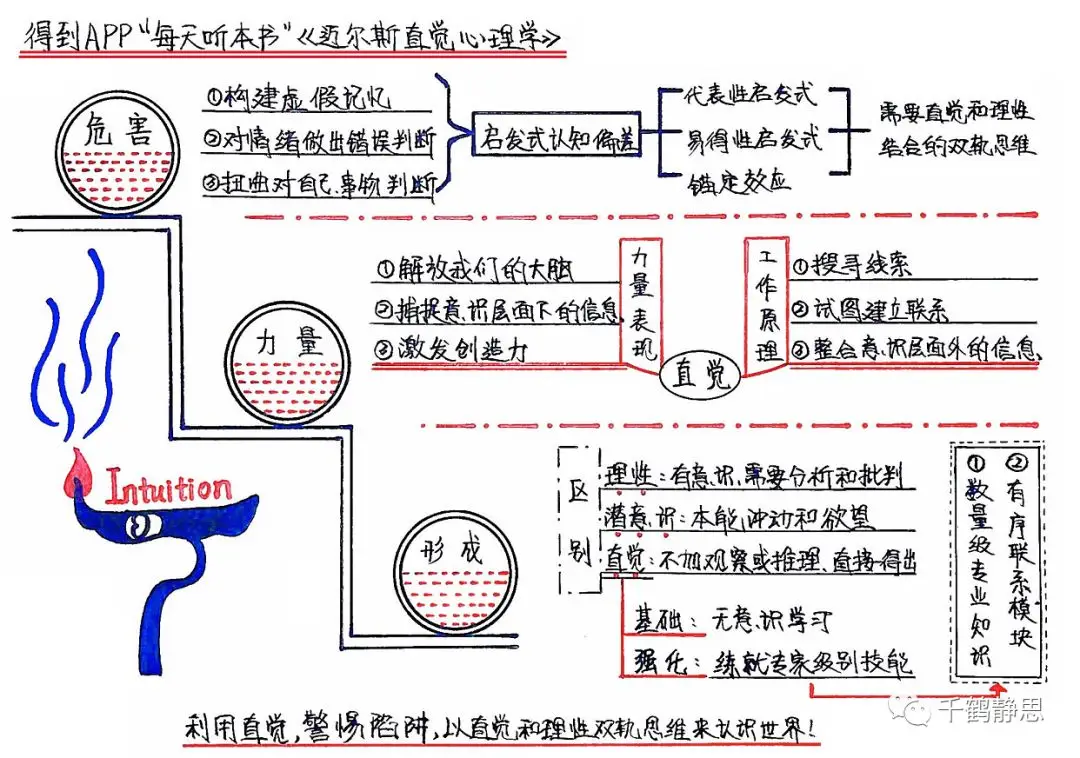 得到APP“每天听本书”《迈尔斯直觉心理学》
危害
①构建虚假记忆
②对情绪做出错误判断
③扭曲对自己、事物判断
启发式认知偏差
代表性启发式
易得性启发式
锚定效应
需要直觉和理性
结合的双轨思维
力量
①解放我们的大脑
②捕捉意识层面下的信息
③激发创造力
力量表现
直觉
工作原理
①搜寻线索
②试图建立联系
③整合意识层面外的信息
Intuition
形成
区别
理性：有意识、需要分析和批判
潜意识：本能、冲动和欲望
直觉：不加观察或推理、直接得出
基础：无意识学习
强化：练就专家级别技能
①数量级专业知识
②有序联系模块
千鹤静思
利用直觉，警惕陷阱，以直觉和理性双轨思维来认识世界！